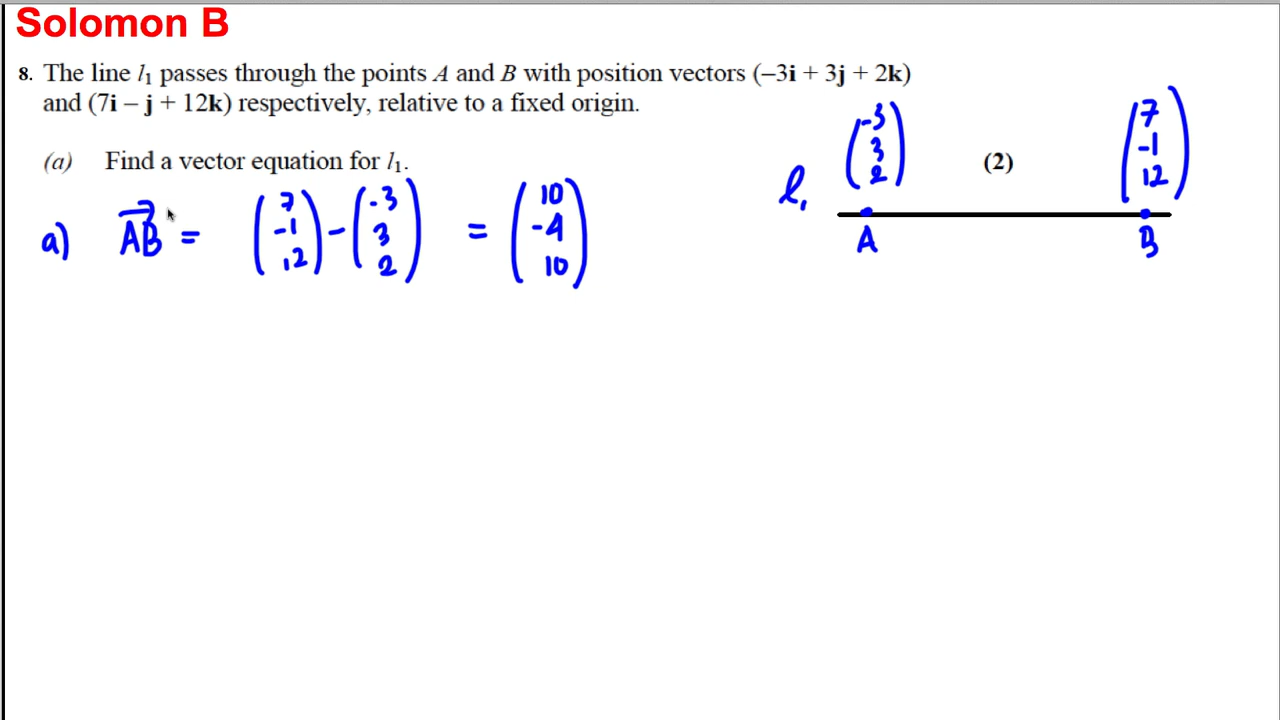 Solomon B
8. The line l₁ passes through the points A and B with position vectors (–3i + 3j + 2k)
and (7i – j + 12k) respectively, relative to a fixed origin.
(a) Find a vector equation for l₁. (2)
a) AB⃗ = (7 -1 12) - (-3 3 2) = (10 -4 10)
l₁ (-3 3 2) (7 -1 12)
A B